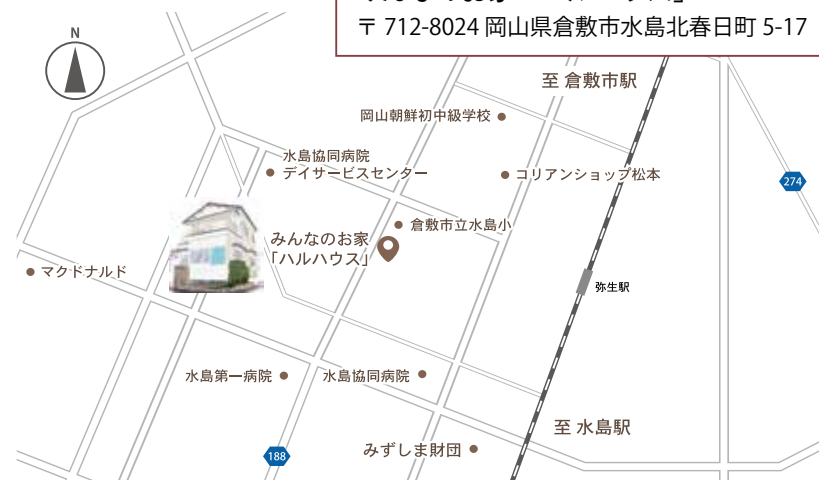 〒 712-8024 岡山県倉敷市水島北春日町 5-17
N
至 倉敷市駅
岡山朝鮮初中級学校
水島協同病院
デイサービスセンター
コリアンショップ松本
274
倉敷市立水島小
みんなのお家
「ハルハウス」
マクドナルド
弥生駅
水島第一病院
水島協同病院
至 水島駅
みずしま財団
188